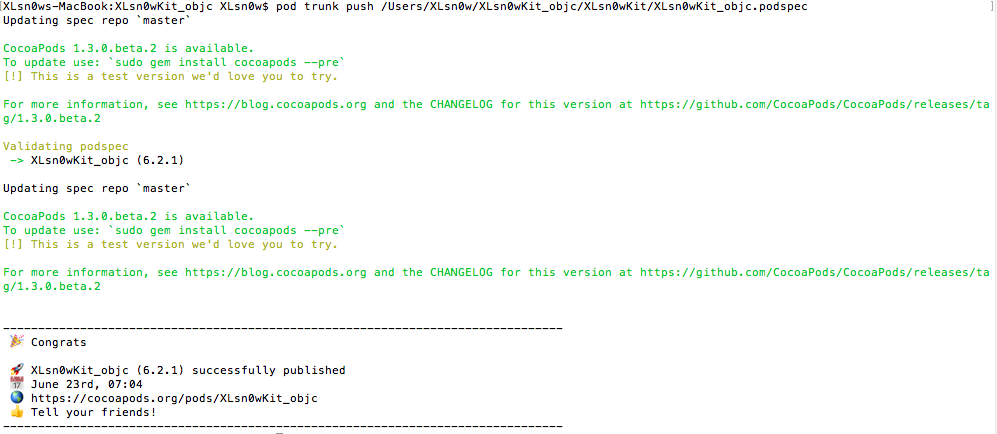 XLsn0ws-MacBook:XLsn0wKit_objc XLsn0w$ pod trunk push /Users/XLsn0w/XLsn0wKit_objc/XLsn0wKit/XLsn0wKit_objc.podspec
Updating spec repo `master`
CocoaPods 1.3.0.beta.2 is available.
To update use: `sudo gem install cocoapods --pre`
[!] This is a test version we'd love you to try.
For more information, see https://blog.cocoapods.org and the CHANGELOG for this version at https://github.com/CocoaPods/CocoaPods/releases/ta
g/1.3.0.beta.2
Validating podspec
-> XLsn0wKit_objc (6.2.1)
Updating spec repo `master`
CocoaPods 1.3.0.beta.2 is available.
To update use: `sudo gem install cocoapods --pre`
[!] This is a test version we'd love you to try.
For more information, see https://blog.cocoapods.org and the CHANGELOG for this version at https://github.com/CocoaPods/CocoaPods/releases/ta
g/1.3.0.beta.2
--------------------------------------------------------------------------------
🎉 Congrats
🚀 XLsn0wKit_objc (6.2.1) successfully published
📅 June 23rd, 07:04
🌎 https://cocoapods.org/pods/XLsn0wKit_objc
👍 Tell your friends!
--------------------------------------------------------------------------------